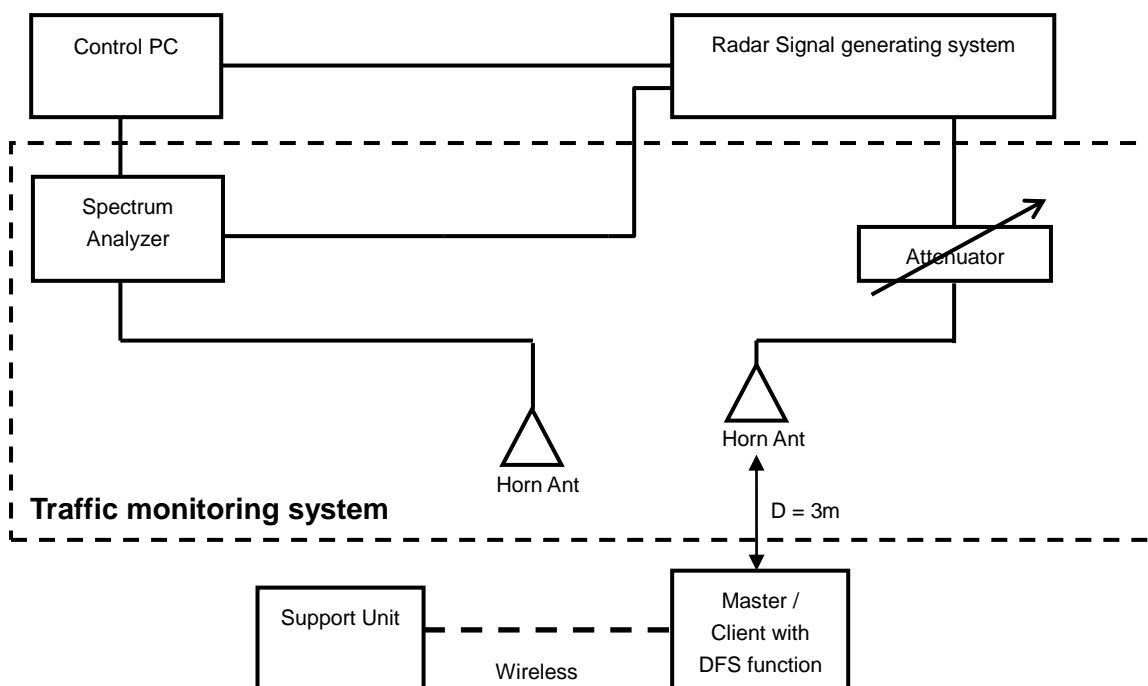 Control PC
Radar Signal generating system
Spectrum
Analyzer
Attenuator
Horn Ant
Horn Ant
Traffic monitoring system
D = 3m
Support Unit
Wireless
Master /
Client with
DFS function